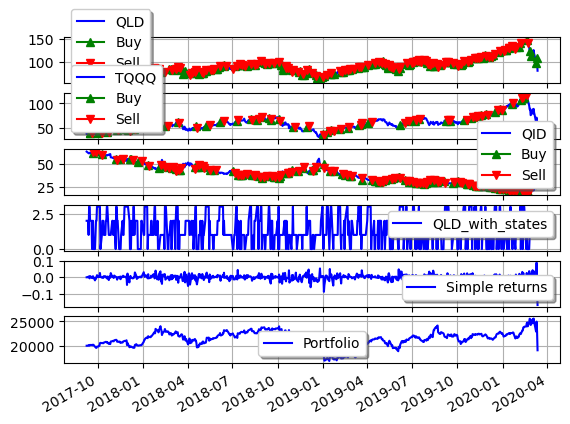 QLD
Buy
Sell
150
100
TQQQ
Buy
Sell
100
50
QID
Buy
Sell
50
25
2.5
0.0
QLD_with_states
0.1
0.0
−0.1
Simple returns
25000
20000
Portfolio
2017-10
2018-01
2018-04
2018-07
2018-10
2019-01
2019-04
2019-07
2019-10
2020-01
2020-04